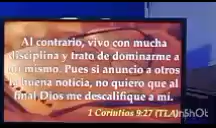 Al contrario, vivo con mucha
disciplina y trato de dominarme a
mí mismo. Pues si anuncio a otros
la buena noticia, no quiero que al
final Dios me descalifique a mí.
1 Corintios 9:27 (TLA)